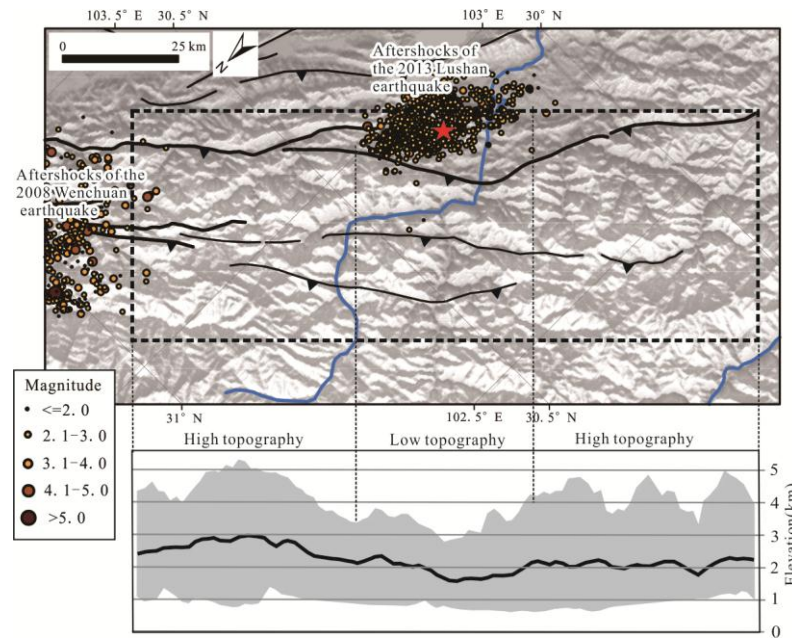 103.5° E
30.5° N
103° E
30° N
0
25 km
N
Aftershocks of
the 2013 Lushan
earthquake
Aftershocks of the
2008 Wenchuan
earthquake
Magnitude
<=2.0
2.1-3.0
3.1-4.0
4.1-5.0
>5.0
31° N
102.5° E
30.5° N
High topography
Low topography
High topography
5
4
3
2
1
0
Elevation(km)